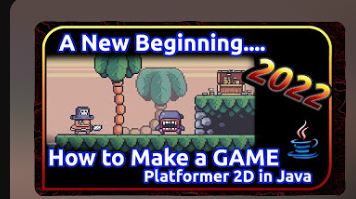 A New Beginning....
2022
How to Make a GAME
Platformer 2D in Java